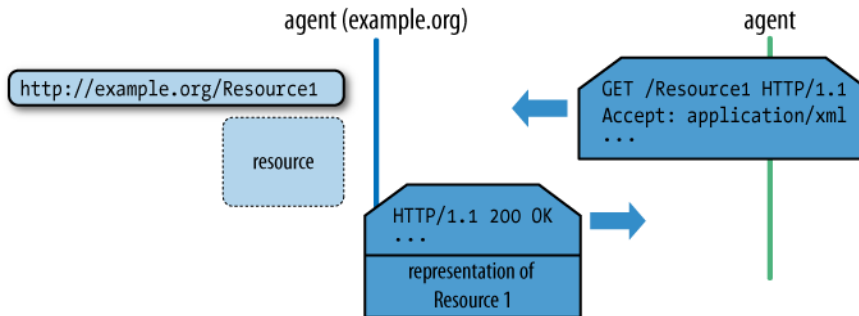 agent (example.org)
agent
http://example.org/Resource1
GET /Resource1 HTTP/1.1
Accept: application/xml
...
resource
HTTP/1.1 200 OK
...
representation of
Resource 1